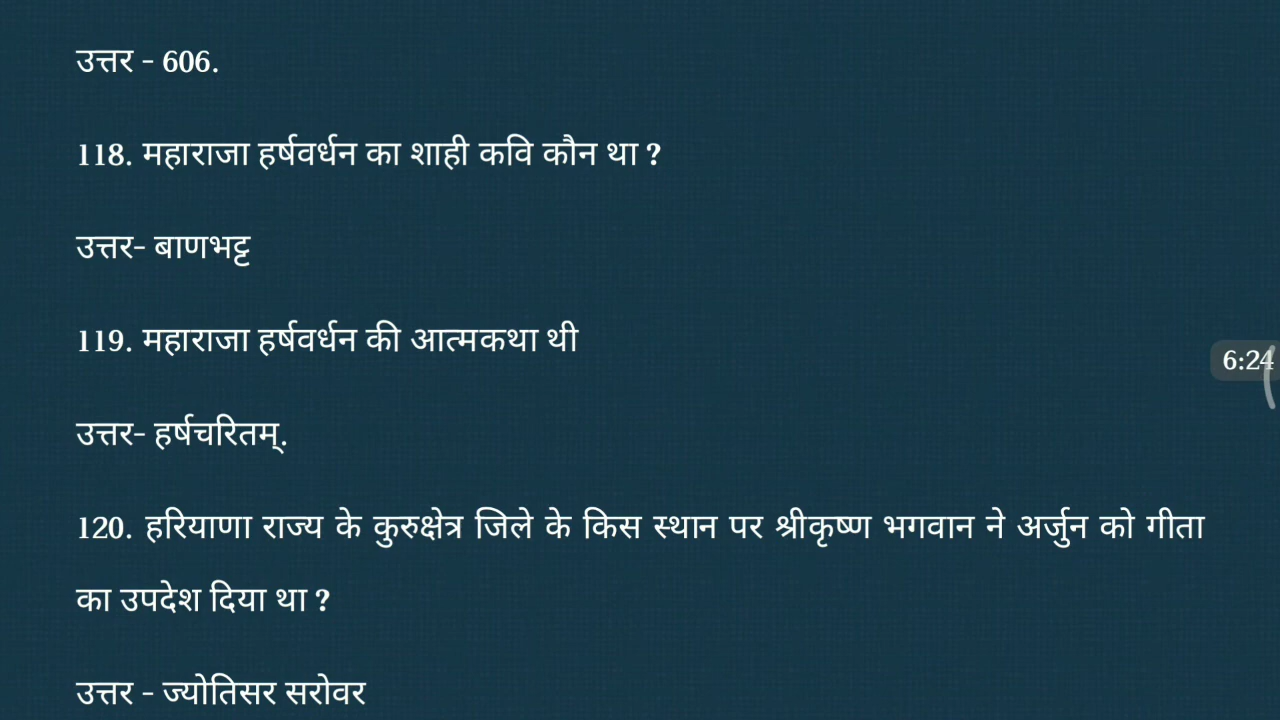 उत्तर - 606.
118. महाराजा हर्षवर्धन का शाही कवि कौन था ?
उत्तर- बाणभट्ट
119. महाराजा हर्षवर्धन की आत्मकथा थी
6:24
उत्तर- हर्षचरितम्.
120. हरियाणा राज्य के कुरुक्षेत्र जिले के किस स्थान पर श्रीकृष्ण भगवान ने अर्जुन को गीता
का उपदेश दिया था ?
उत्तर - ज्योतिसर सरोवर